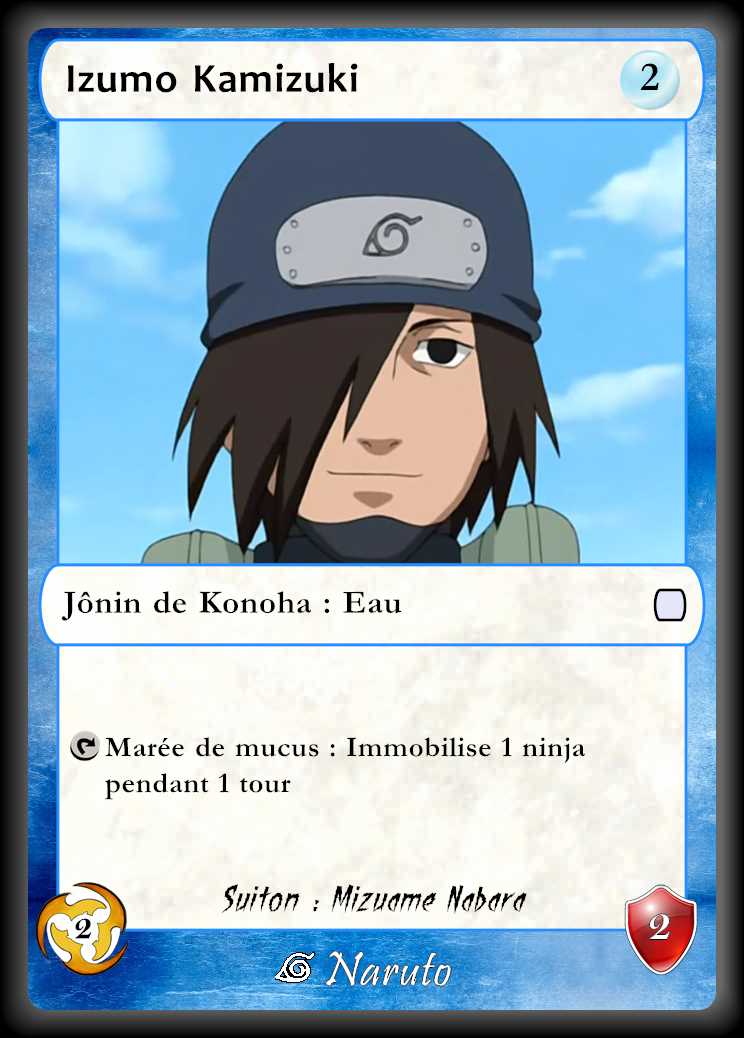 Izumo Kamizuki
2
Jônin de Konoha : Eau
Marée de mucus : Immobilise 1 ninja
pendant 1 tour
Suiton : Mizuame Nabara
2
2
Naruto